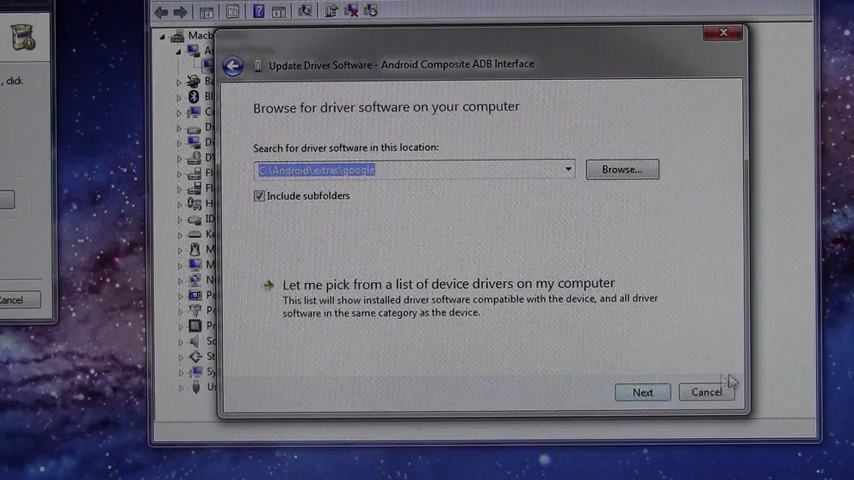 Update Driver Software - Android Composite ADB Interface
Browse for driver software on your computer
Search for driver software in this location:
C:\Android\extras\google
Browse...
Include subfolders
Let me pick from a list of device drivers on my computer
This list will show installed driver software compatible with the device, and all driver
software in the same category as the device.
Next
Cancel
, click
Cancel
Macb